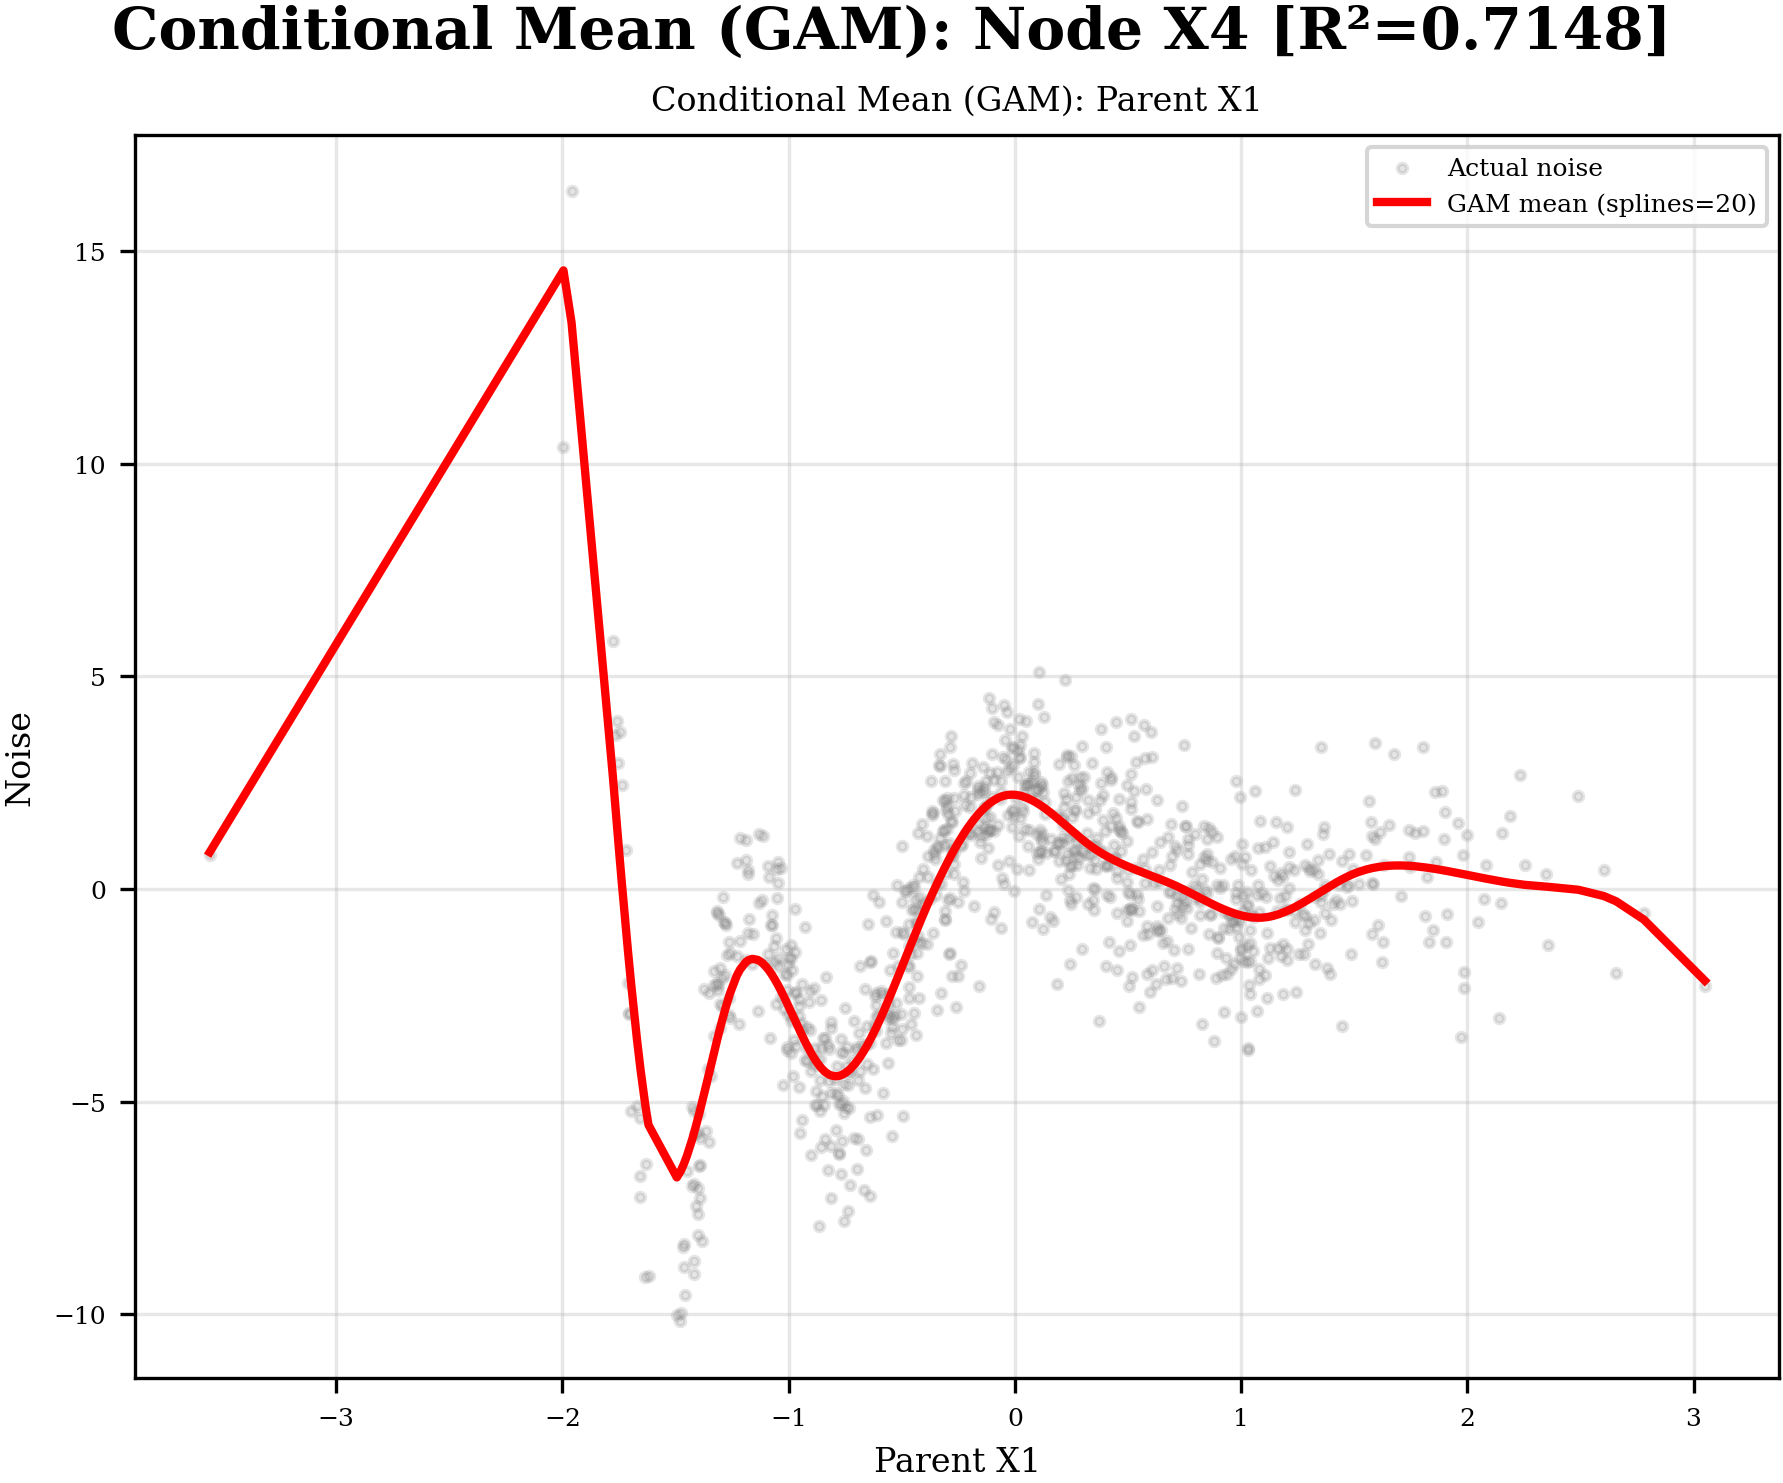 Conditional Mean (GAM): Node X4 [R²=0.7148]
Conditional Mean (GAM): Parent X1
Actual noise
GAM mean (splines=20)
Noise
15
10
5
0
−5
−10
−3
−2
−1
0
1
2
3
Parent X1